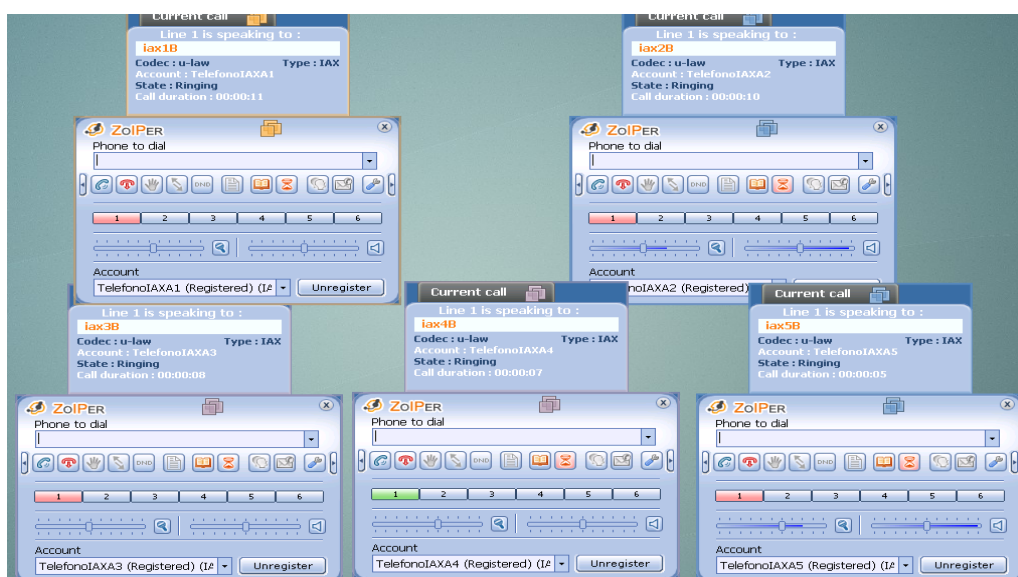 Current call
Line 1 is speaking to :
iax1B
Codec : u-law Type : IAX
Account : TelefonoIAXA1
State : Ringing
Call duration : 00:00:11
ZoIPer
Phone to dial
DND
1 2 3 4 5 6
Account
TelefonoIAXA1 (Registered) (IA
Unregister
Current call
Line 1 is speaking to :
iax2B
Codec : u-law Type : IAX
Account : TelefonoIAXA2
State : Ringing
Call duration : 00:00:10
ZoIPer
Phone to dial
DND
1 2 3 4 5 6
Account
noIAXA2 (Registered)
Line 1 is speaking to :
iax3B
Codec : u-law Type : IAX
Account : TelefonoIAXA3
State : Ringing
Call duration : 00:00:08
ZoIPer
Phone to dial
DND
1 2 3 4 5 6
Account
TelefonoIAXA3 (Registered) (IA
Unregister
Current call
Line 1 is speaking to :
iax4B
Codec : u-law Type : IAX
Account : TelefonoIAXA4
State : Ringing
Call duration : 00:00:07
ZoIPer
Phone to dial
DND
1 2 3 4 5 6
Account
TelefonoIAXA4 (Registered) (IA
Unregister
Current call
Line 1 is speaking to :
iax5B
Codec : u-law Type : IAX
Account : TelefonoIAXA5
State : Ringing
Call duration : 00:00:05
ZoIPer
Phone to dial
DND
1 2 3 4 5 6
Account
TelefonoIAXA5 (Registered) (IA
Unregister